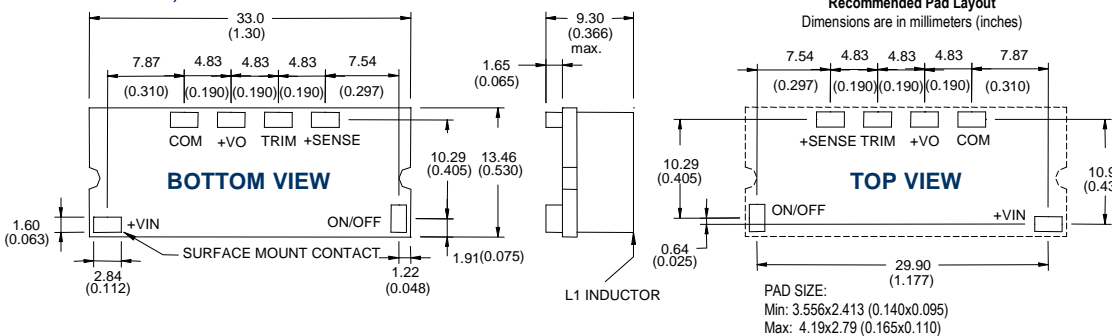 Recommended Pad Layout
Dimensions are in millimeters (inches)
33.0
(1.30)
7.87 4.83 4.83 4.83 7.54
(0.310) (0.190) (0.190) (0.190) (0.297)
COM +VO TRIM +SENSE
BOTTOM VIEW
10.29
(0.405)
13.46
(0.530)
1.60
(0.063)
+VIN
ON/OFF
SURFACE MOUNT CONTACT
1.91(0.075)
2.84
(0.112)
1.22
(0.048)
9.30
(0.366)
max.
1.65
(0.065)
L1 INDUCTOR
7.54 4.83 4.83 4.83 7.87
(0.297) (0.190) (0.190) (0.190) (0.310)
+SENSE TRIM +VO COM
10.29
(0.405)
TOP VIEW
ON/OFF
+VIN
0.64
(0.025)
29.90
(1.177)
PAD SIZE:
Min: 3.556x2.413 (0.140x0.095)
Max: 4.19x2.79 (0.165x0.110)